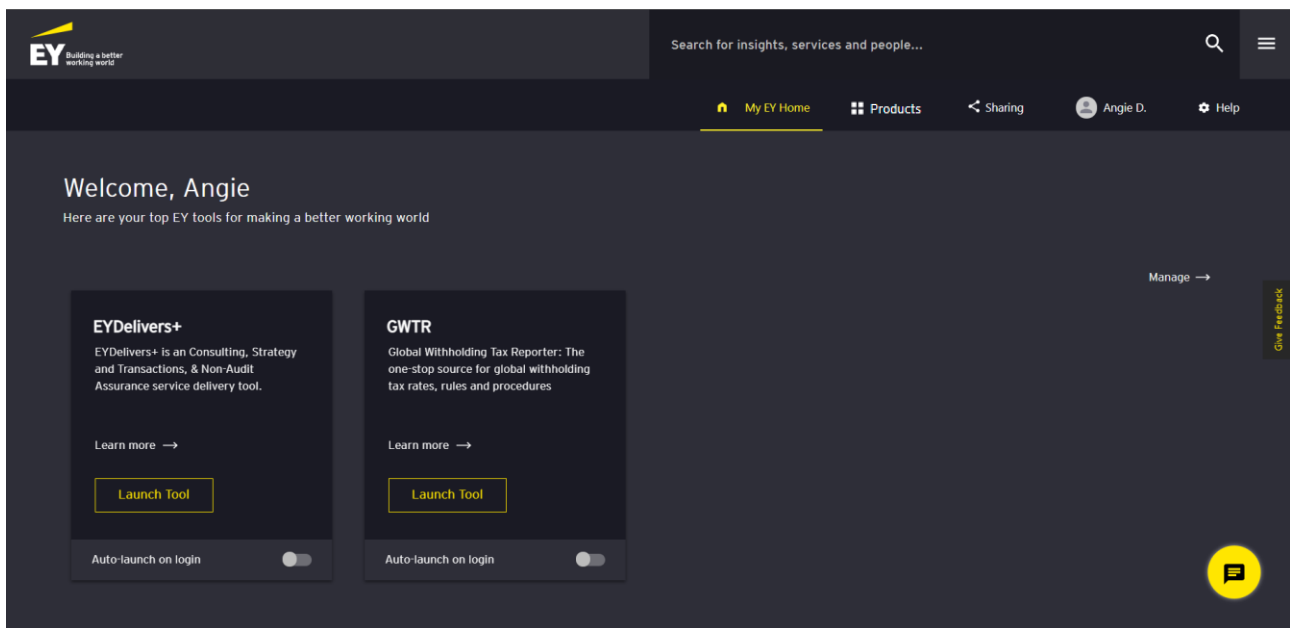 EY Building a better
working world
Search for insights, services and people...
My EY Home Products Sharing Angie D. Help
Welcome, Angie
Here are your top EY tools for making a better working world
Manage →
Give Feedback
EYDelivers+
EYDelivers+ is an Consulting, Strategy
and Transactions, & Non-Audit
Assurance service delivery tool.
Learn more →
Launch Tool
Auto-launch on login
GWTR
Global Withholding Tax Reporter: The
one-stop source for global withholding
tax rates, rules and procedures
Learn more →
Launch Tool
Auto-launch on login